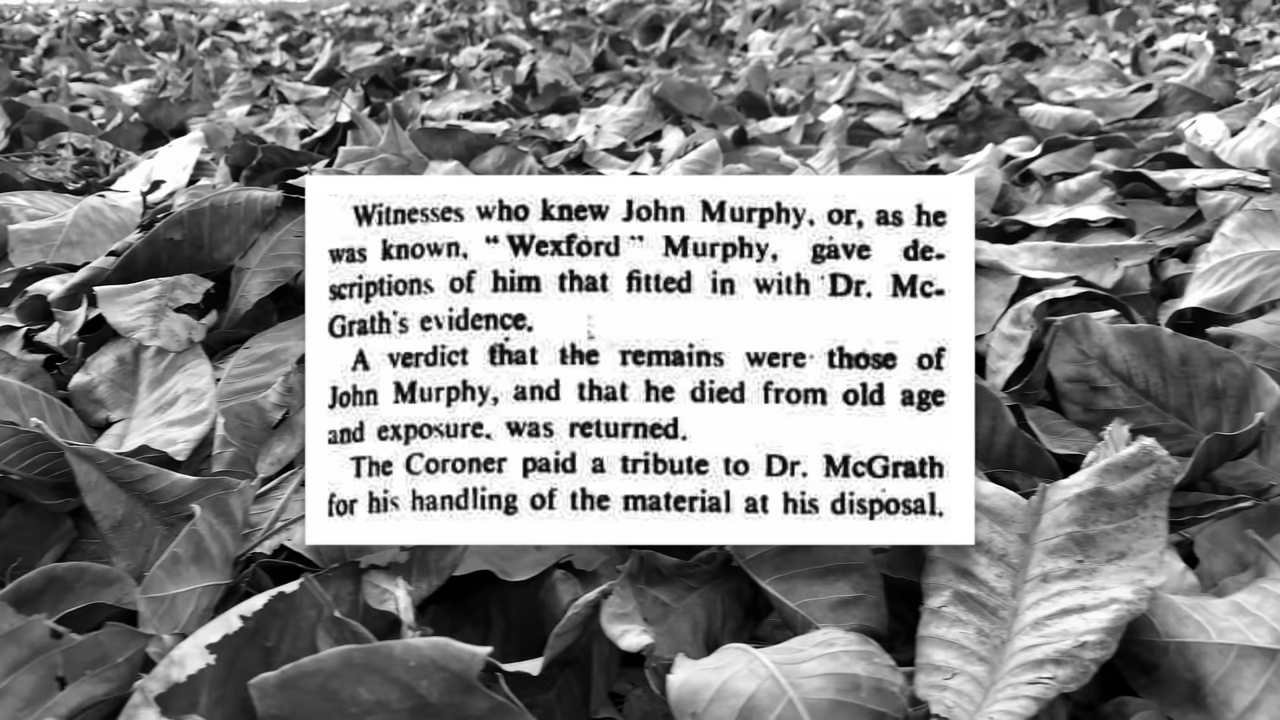 Witnesses who knew John Murphy, or, as he
was known, "Wexford" Murphy, gave de-
scriptions of him that fitted in with Dr. Mc-
Grath's evidence.
A verdict that the remains were those of
John Murphy, and that he died from old age
and exposure, was returned.
The Coroner paid a tribute to Dr. McGrath
for his handling of the material at his disposal.